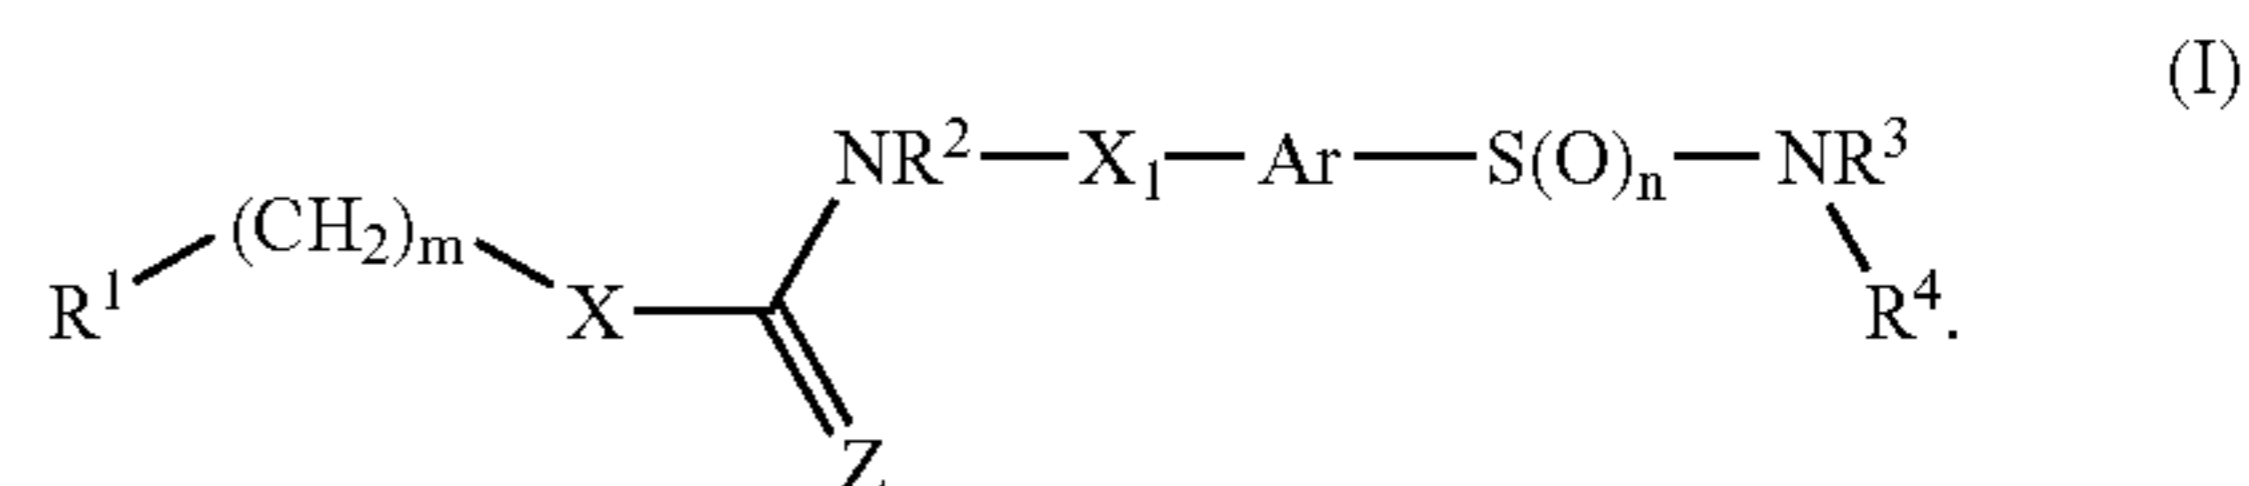 (I)
NR² X₁ Ar S(O)ₙ NR³
(CH₂)ₘ
R¹ X R⁴.
Z